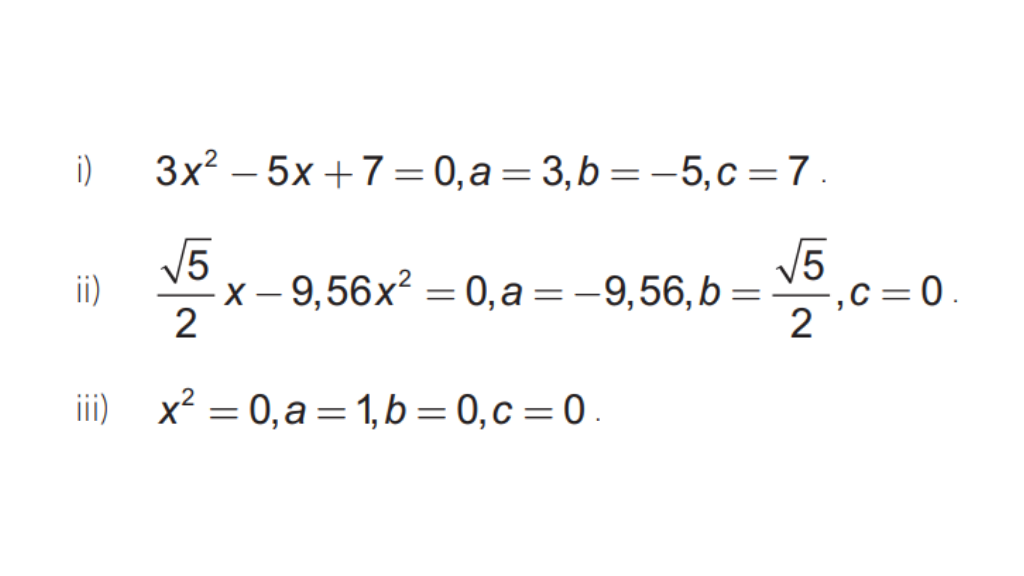 i) 3x² – 5x + 7 = 0, a = 3, b = –5, c = 7 .
ii) √5/2 x – 9,56x² = 0, a = –9,56, b = √5/2 , c = 0 .
iii) x² = 0, a = 1, b = 0, c = 0 .